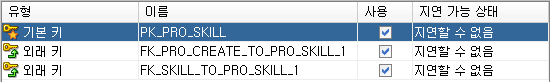 유형 이름 사용 지연 가능 상태
기본 키 PK_PRO_SKILL 지연할 수 없음
외래 키 FK_PRO_CREATE_TO_PRO_SKILL_1 지연할 수 없음
외래 키 FK_SKILL_TO_PRO_SKILL_1 지연할 수 없음